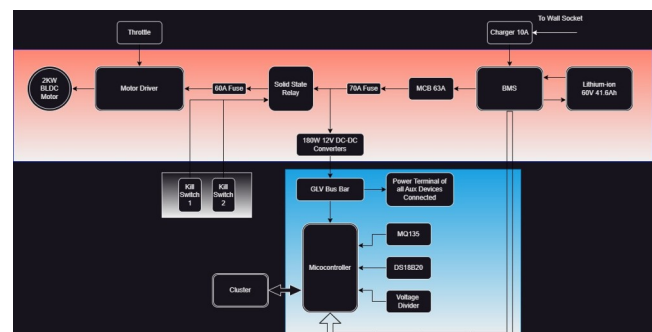 To Wall Socket
Throttle
Charger 10A
2KW
BLDC
Motor
Motor Driver
60A Fuse
Solid State
Relay
70A Fuse
MCB 63A
BMS
Lithium-ion
60V 41.6Ah
180W 12V DC-DC
Converters
Kill
Switch
1
Kill
Switch
2
GLV Bus Bar
Power Terminal of
all Aux Devices
Connected
MQ135
Micocontroller
DS18B20
Cluster
Voltage
Divider